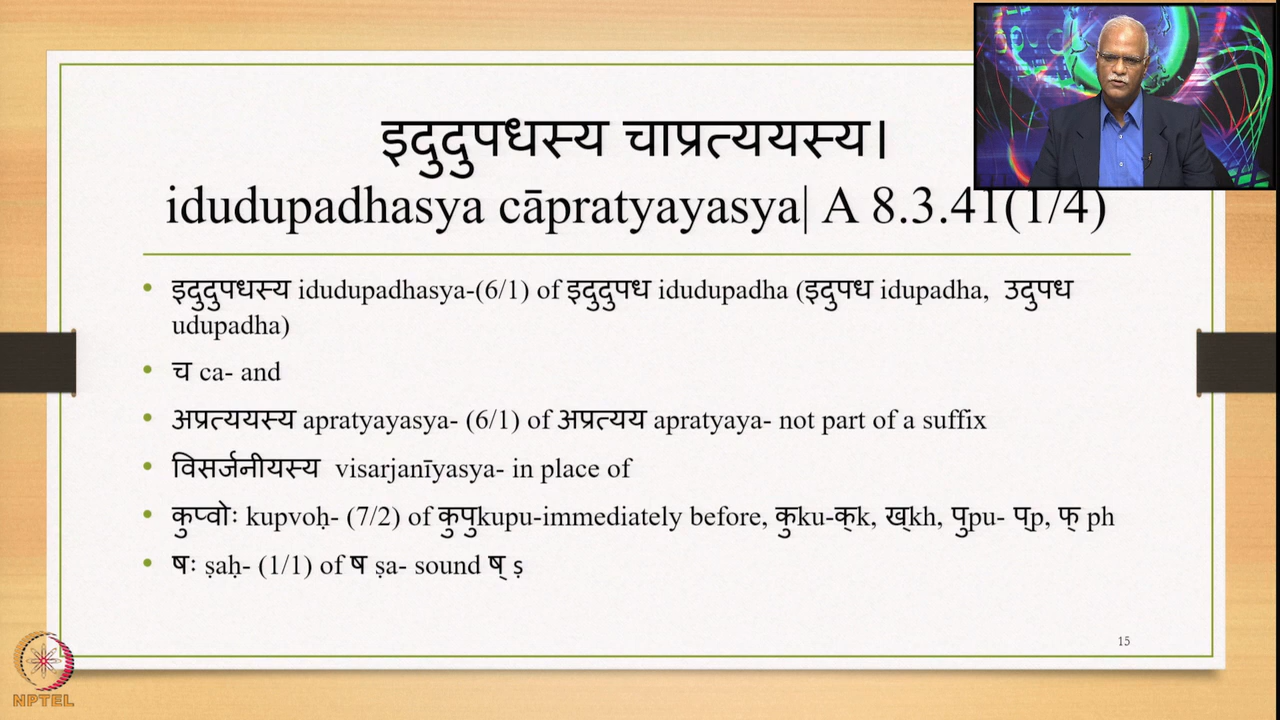 इदुदुपधस्य चाप्रत्ययस्य।
idudupadhasya cāpratyayasya| A 8.3.41(1/4)
• इदुदुपधस्य idudupadhasya-(6/1) of इदुदुपध idudupadha (इदुपध idupadha, उदुपध
udupadha)
• च ca- and
• अप्रत्ययस्य apratyayasya- (6/1) of अप्रत्यय apratyaya- not part of a suffix
• विसर्जनीयस्य visarjanīyasya- in place of
• कुप्वोः kupvoḥ- (7/2) of कुपुkupu-immediately before, कुku-क्k, ख्kh, पुpu- प्p, फ् ph
• षः ṣaḥ- (1/1) of ष ṣa- sound ष् ṣ
15
NPTEL